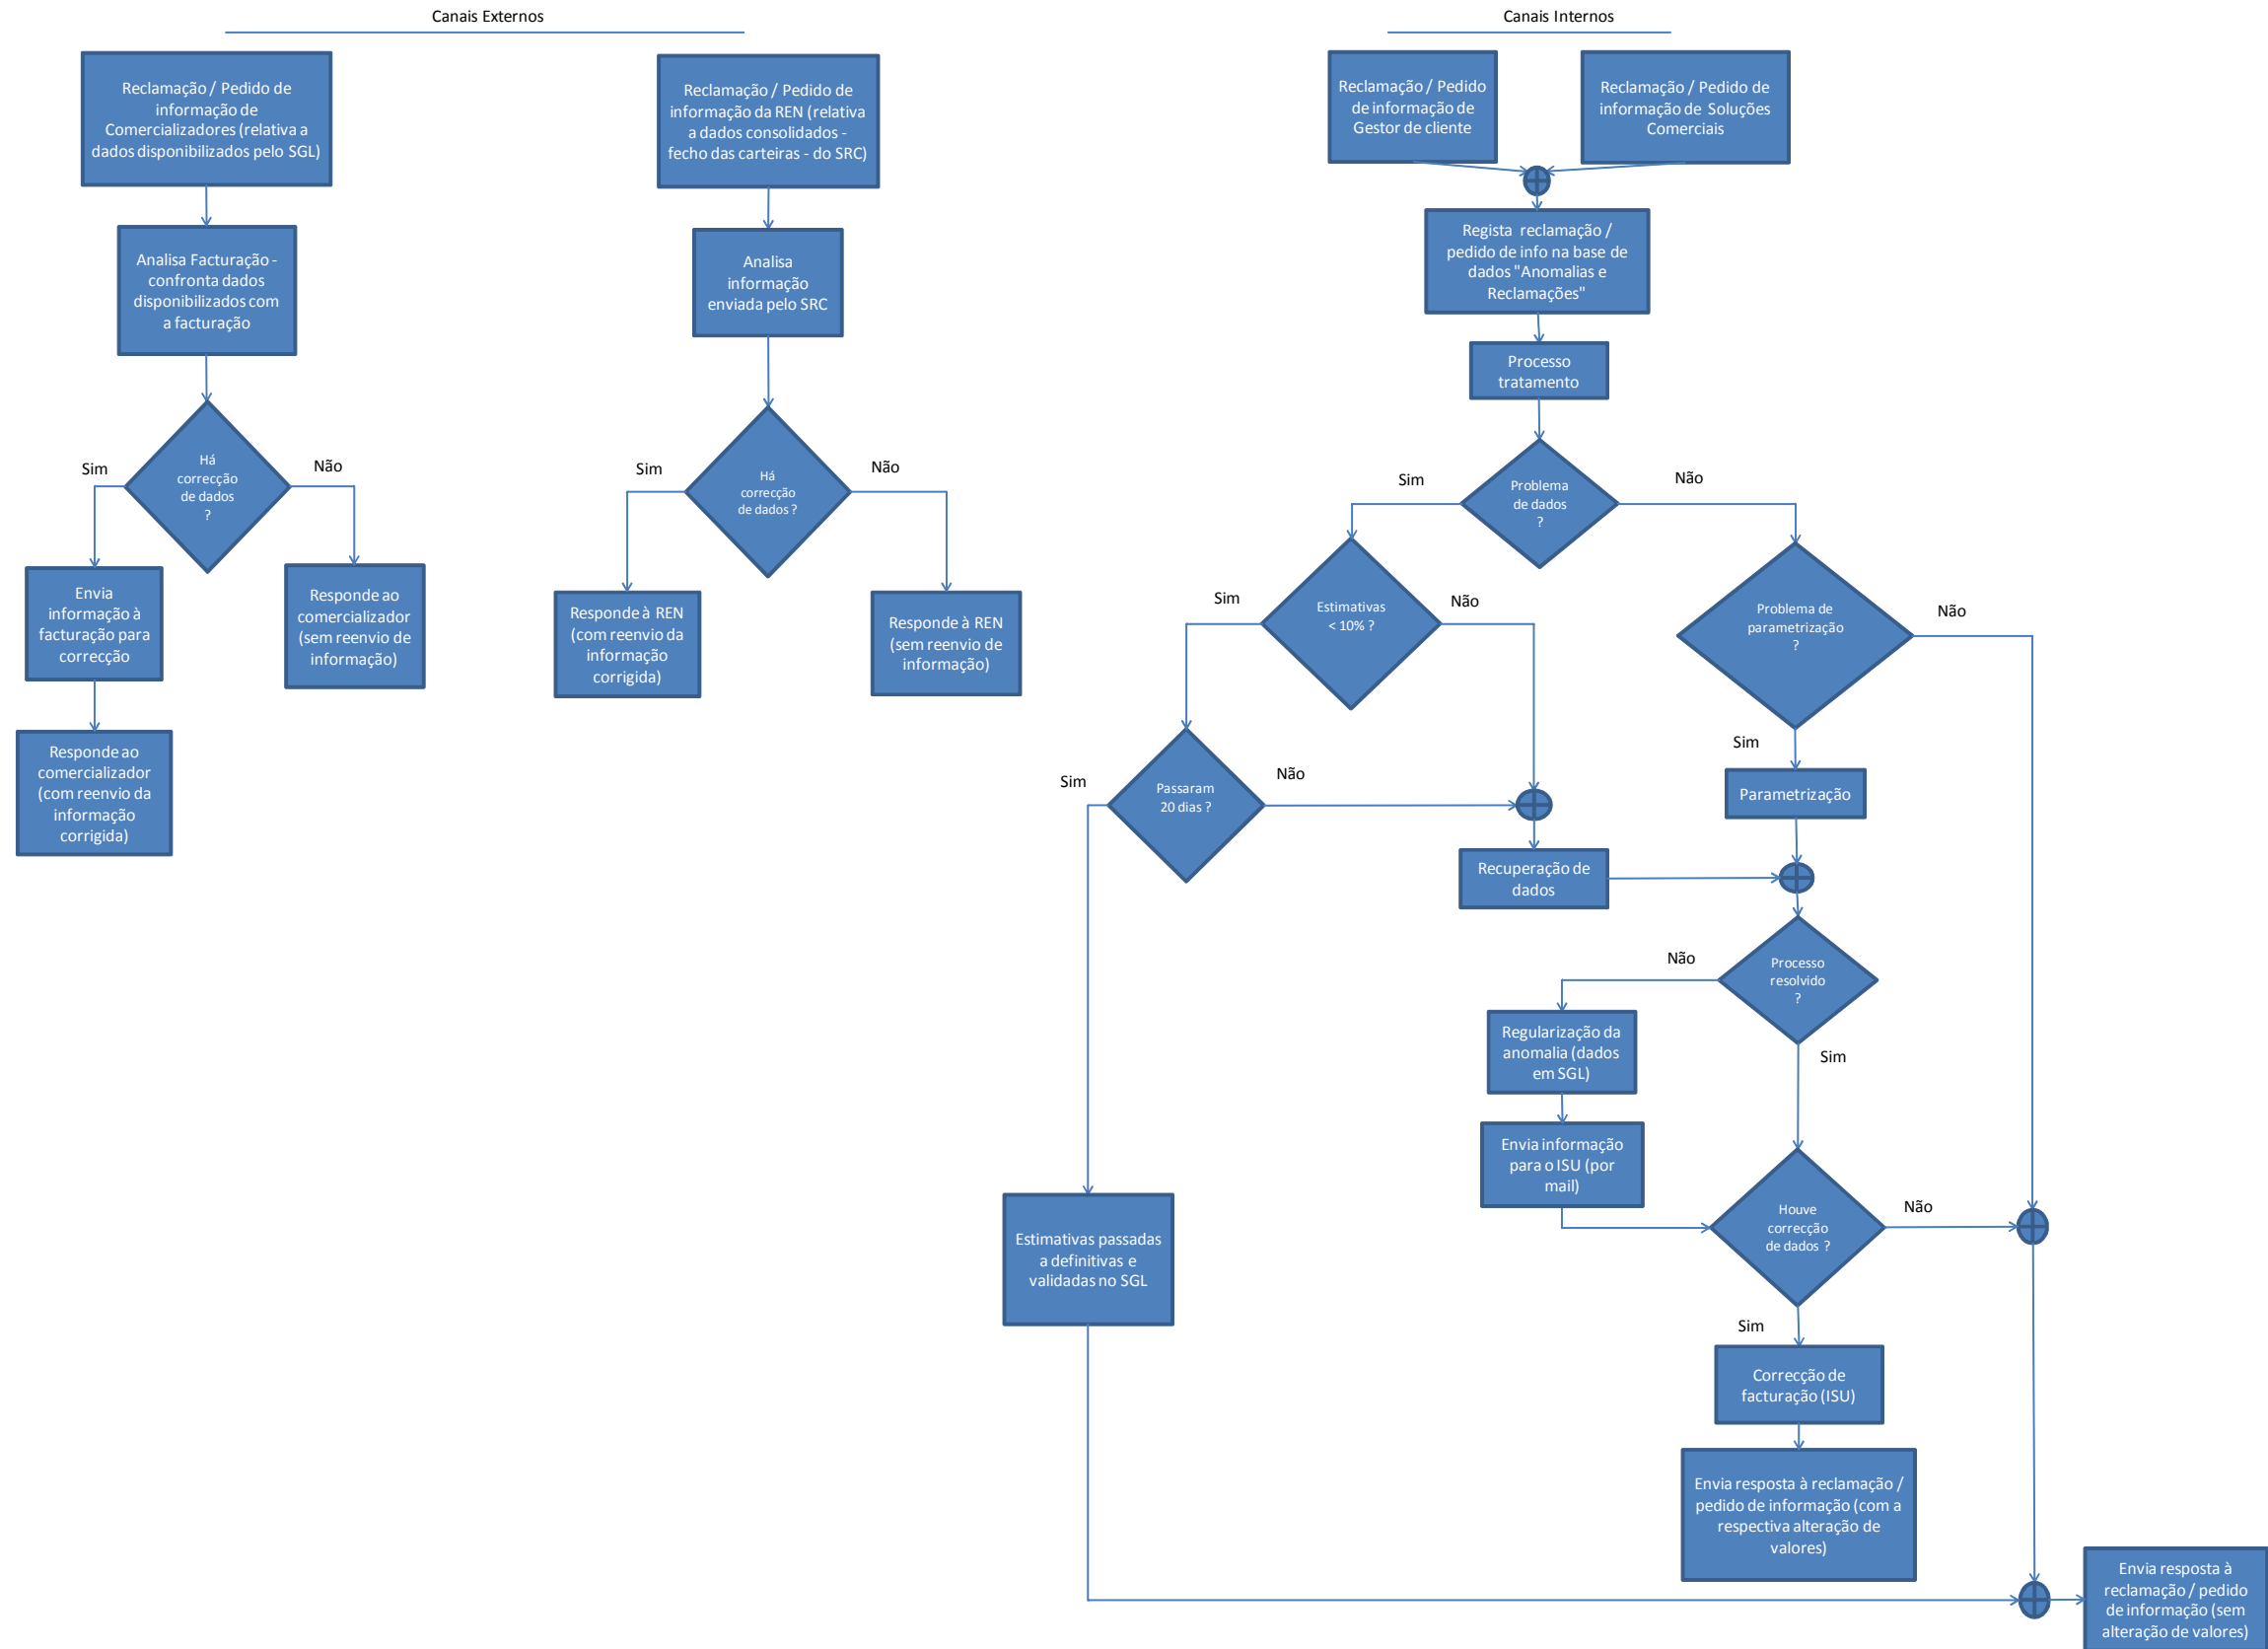 Canais Externos
Reclamação / Pedido de
informação de
Comercializadores (relativa a
dados disponibilizados pelo SGL)
Analisa Facturação -
confronta dados
disponibilizados com
a facturação
Há
correcção
de dados
?
Sim
Não
Envia
informação à
facturação para
correcção
Responde ao
comercializador
(com reenvio da
informação
corrigida)
Responde ao
comercializador
(sem reenvio de
informação)
Reclamação / Pedido de
informação da REN (relativa
a dados consolidados -
fecho das carteiras - do SRC)
Analisa
informação
enviada pelo SRC
Há
correcção
de dados ?
Sim
Não
Responde à REN
(com reenvio da
informação
corrigida)
Responde à REN
(sem reenvio de
informação)
Canais Internos
Reclamação / Pedido
de informação de
Gestor de cliente
Reclamação / Pedido de
informação de Soluções
Comerciais
Regista reclamação /
pedido de info na base de
dados "Anomalias e
Reclamações"
Processo
tratamento
Problema
de dados
?
Sim
Não
Estimativas
< 10% ?
Sim
Não
Problema de
parametrização
?
Não
Sim
Passaram
20 dias ?
Sim
Não
Parametrização
Recuperação de
dados
Processo
resolvido
?
Não
Sim
Regularização da
anomalia (dados
em SGL)
Envia informação
para o ISU (por
mail)
Estimativas passadas
a definitivas e
validadas no SGL
Houve
correcção
de dados ?
Não
Sim
Correcção de
facturação (ISU)
Envia resposta à reclamação /
pedido de informação (com a
respectiva alteração de
valores)
Envia resposta à
reclamação / pedido
de informação (sem
alteração de valores)